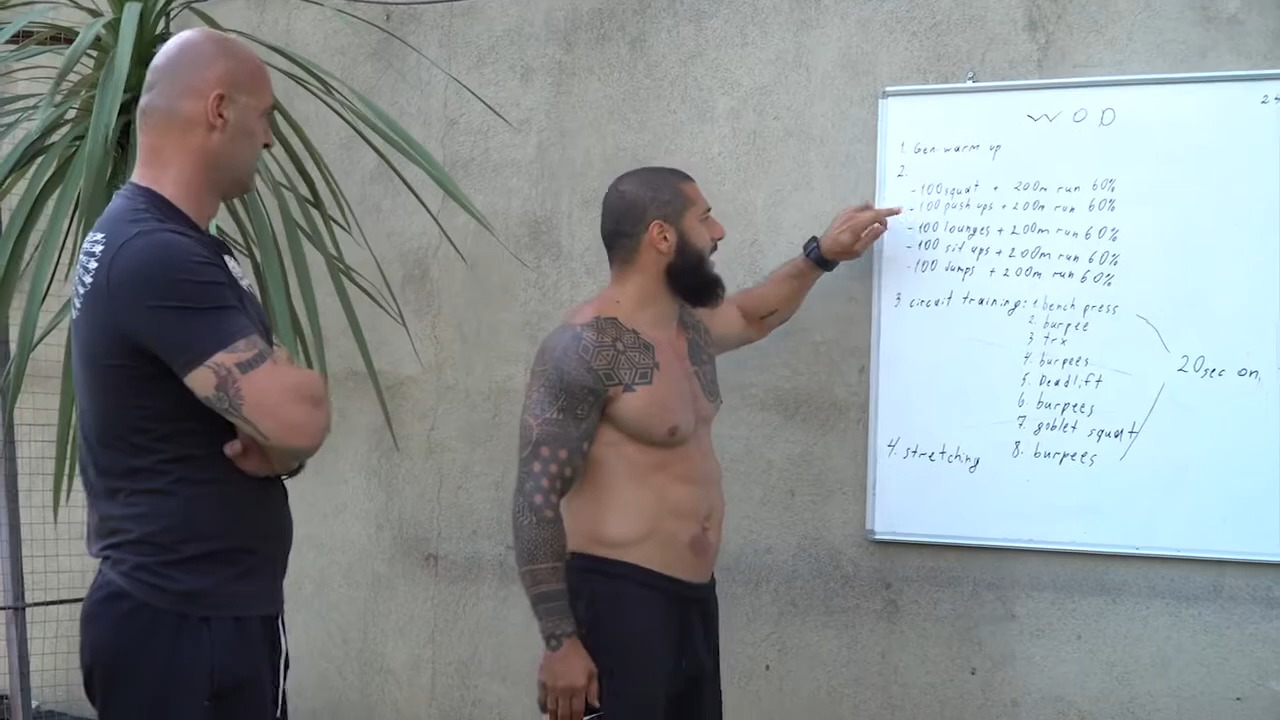 WOD
1. Gen warm up
2.
-100 squat + 200m run 60%
-100 push ups + 200m run 60%
-100 lounges + 200m run 60%
-100 sit ups + 200m run 60%
-100 Jumps + 200m run 60%
3. circuit training: 1 bench press
2. burpee
3 trx
4. burpees
20sec on,
5. Deadlift
6. burpees
7. goblet squat
4. stretching
8. burpees